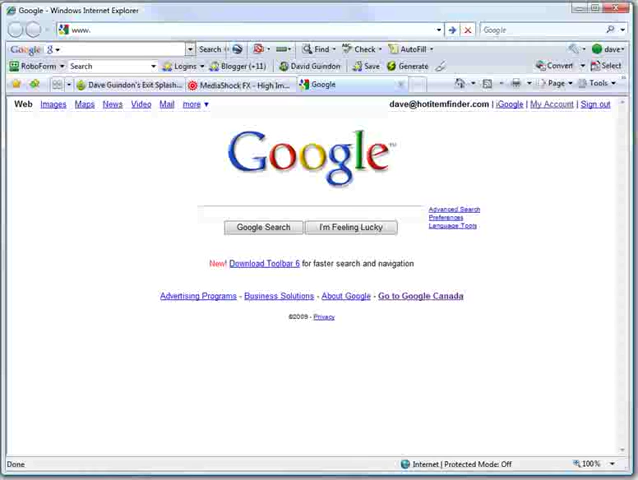 Google - Windows Internet Explorer
www.
Google
Google
Search
Find
Check
AutoFill
dave
RoboForm
Search
Logins
Blogger (+11)
David Guindon
Save
Generate
Convert
Select
Dave Guindon's Exit Splash...
MediaShock FX - High Im...
Google
Page
Tools
Web Images Maps News Video Mail more ▼
dave@hotitemfinder.com | iGoogle | My Account | Sign out
Google™
Advanced Search
Preferences
Language Tools
Google Search
I'm Feeling Lucky
New! Download Toolbar 6 for faster search and navigation
Advertising Programs - Business Solutions - About Google - Go to Google Canada
©2009 - Privacy
Done
Internet | Protected Mode: Off
100%